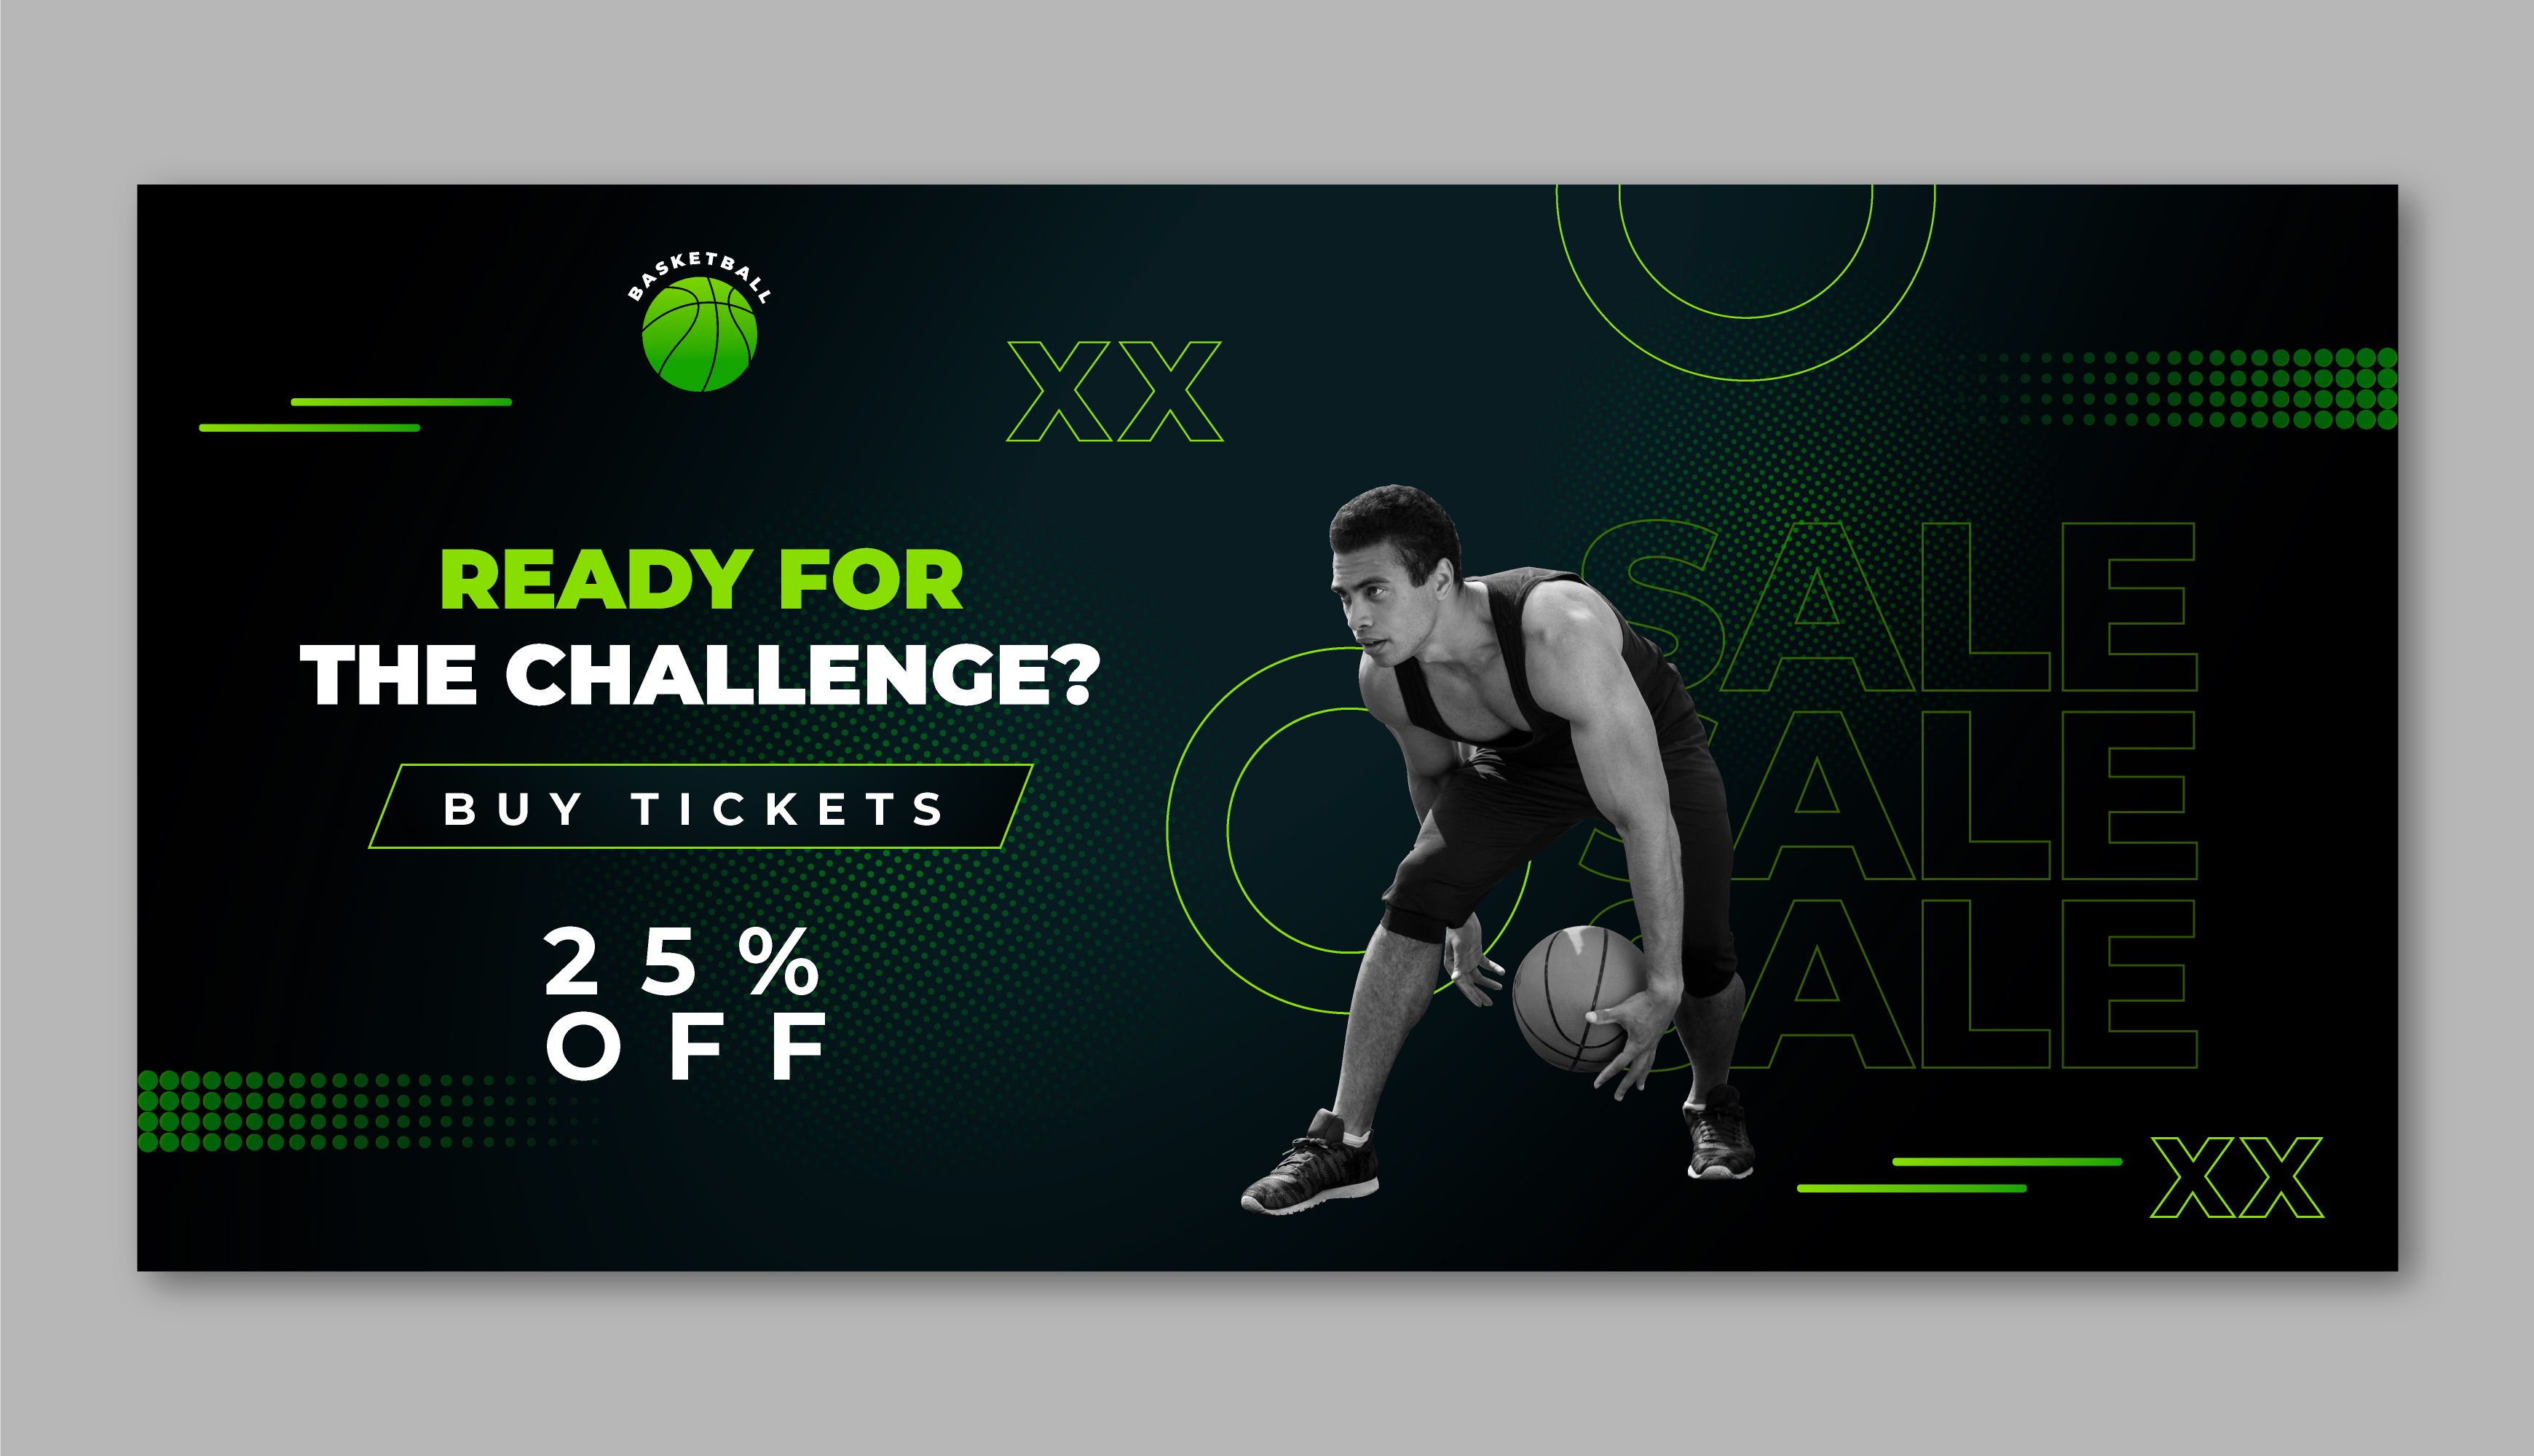 BASKETBALL
XX
READY FOR
THE CHALLENGE?
BUY TICKETS
25%
OFF
SALE
SALE
SALE
XX